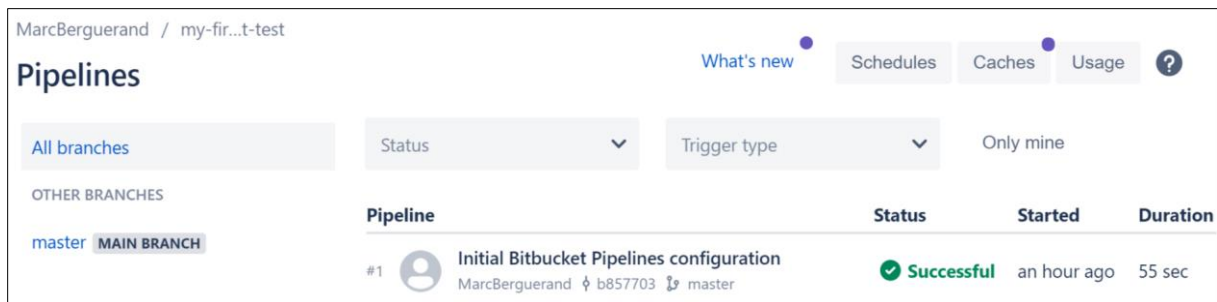 MarcBerguerand / my-fir...t-test
Pipelines
What's new
Schedules
Caches
Usage
All branches
Status
Trigger type
Only mine
OTHER BRANCHES
master MAIN BRANCH
Pipeline Status Started Duration
#1 Initial Bitbucket Pipelines configuration Successful an hour ago 55 sec
MarcBerguerand b857703 master